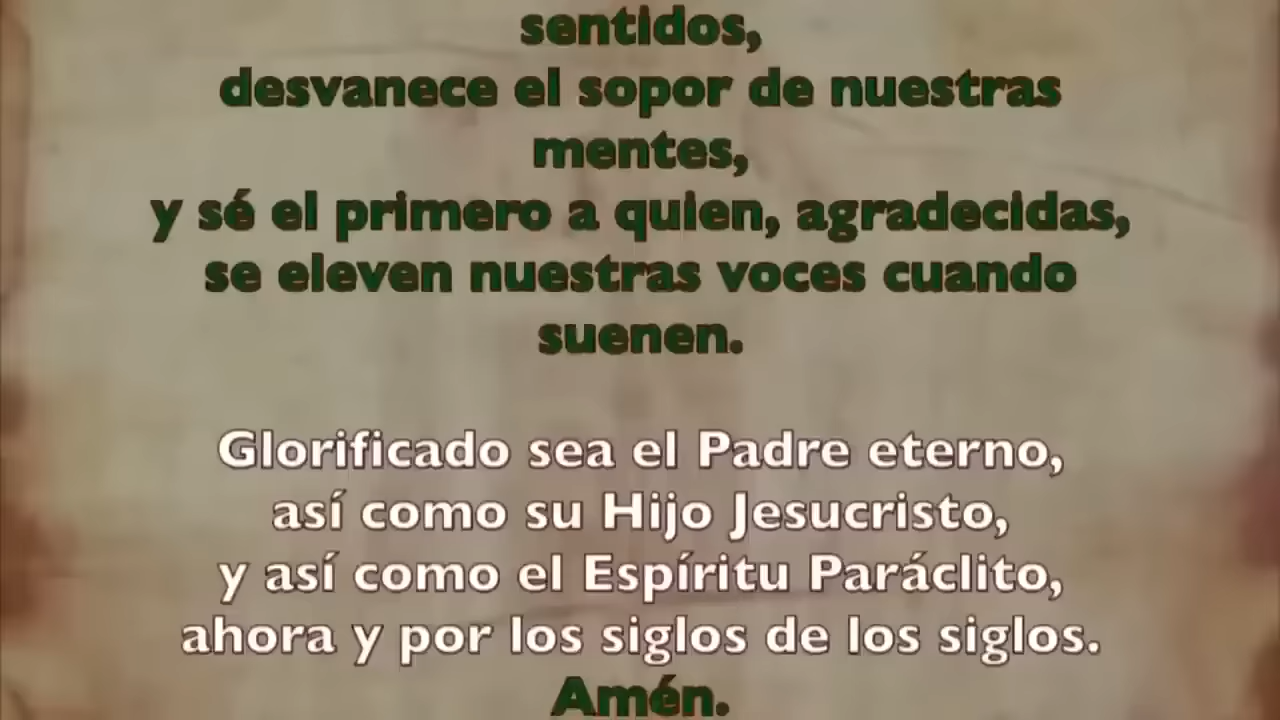 sentidos,
desvanece el sopor de nuestras
mentes,
y sé el primero a quien, agradecidas,
se eleven nuestras voces cuando
suenen.
Glorificado sea el Padre eterno,
así como su Hijo Jesucristo,
y así como el Espíritu Paráclito,
ahora y por los siglos de los siglos.
Amén.